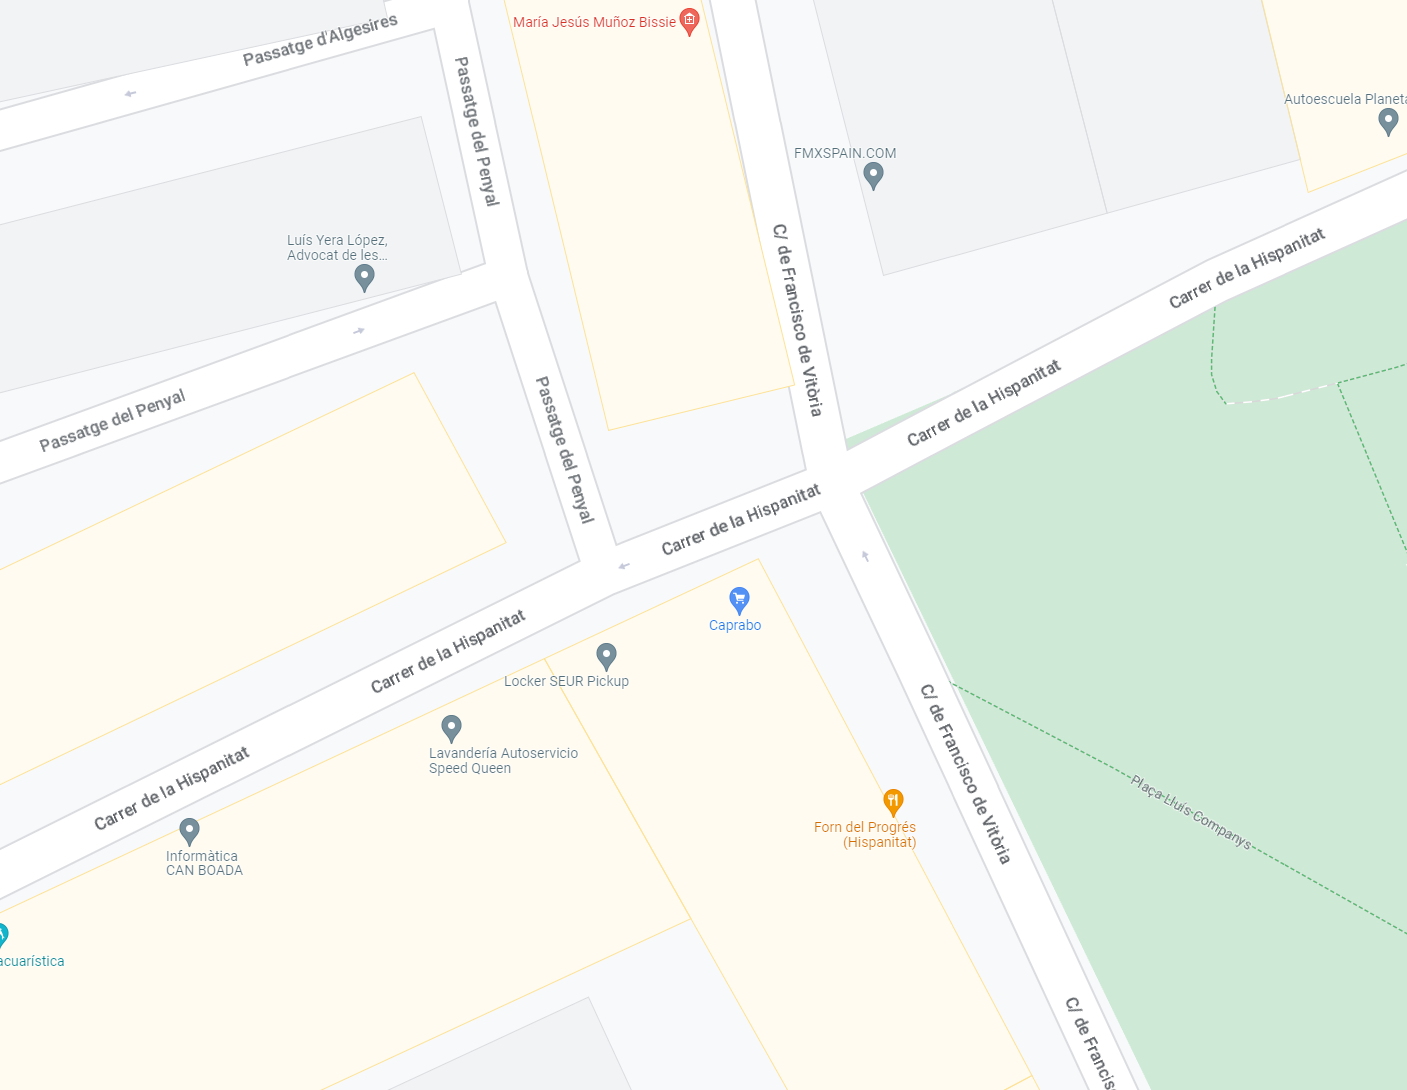 María Jesús Muñoz Bissie
Passatge d'Algesires
Passatge del Penyal
Autoescuela Planeta
FMXSPAIN.COM
Luís Yera López,
Advocat de les...
C/ de Francisco de Vitòria
Carrer de la Hispanitat
Passatge del Penyal
Carrer de la Hispanitat
Passatge del Penyal
Carrer de la Hispanitat
Caprabo
Carrer de la Hispanitat
Locker SEUR Pickup
Lavandería Autoservicio
Speed Queen
C/ de Francisco de Vitòria
Carrer de la Hispanitat
Plaça Lluís Companys
Forn del Progrés
(Hispanitat)
Informàtica
CAN BOADA
acuarística
C/ de Francisc